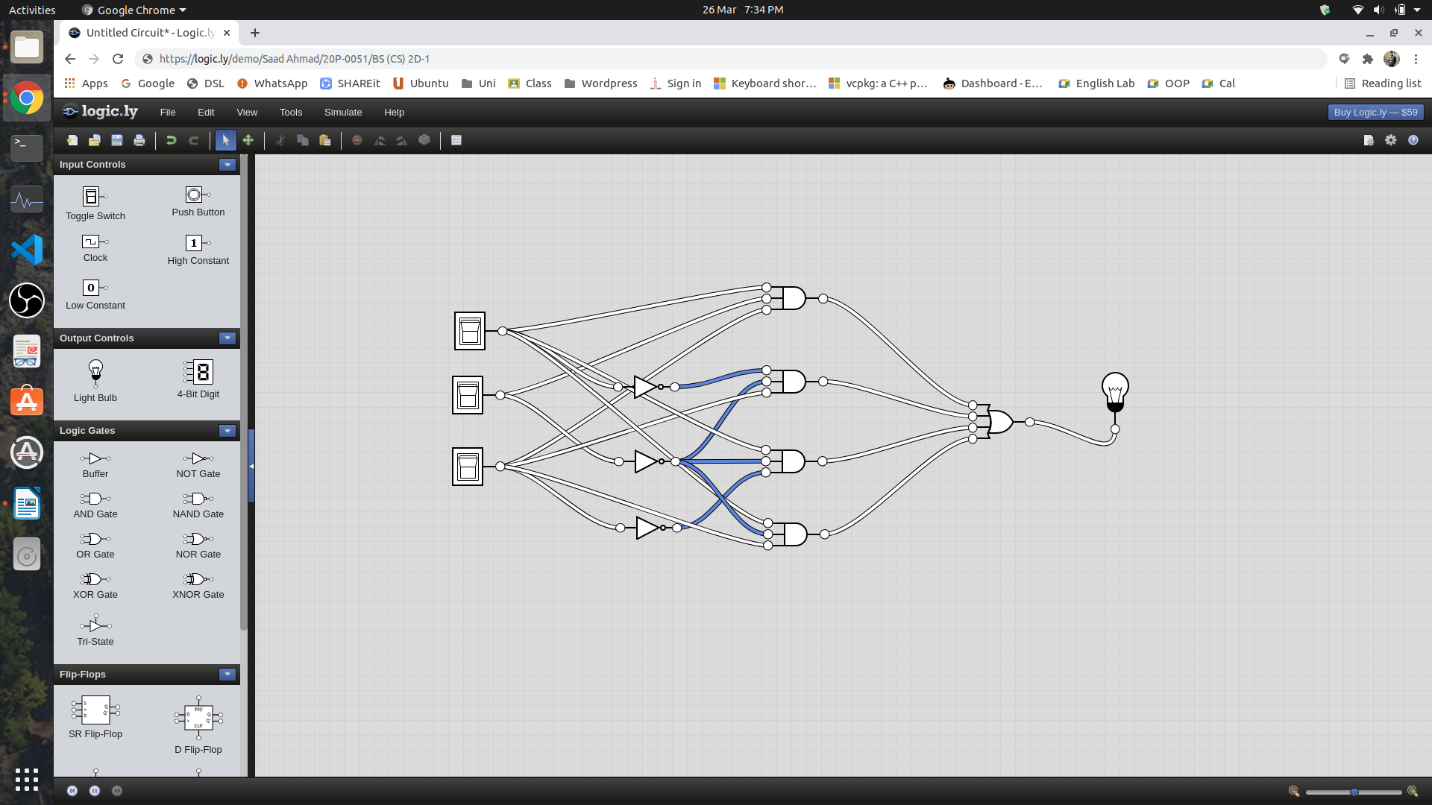 Activities Google Chrome 26 Mar 7:34 PM
Untitled Circuit* - Logic.ly
https://logic.ly/demo/Saad Ahmad/20P-0051/BS (CS) 2D-1
Apps Google DSL WhatsApp SHAREit Ubuntu Uni Class Wordpress Sign in Keyboard shor… vcpkg: a C++ p… Dashboard - E… English Lab OOP Cal Reading list
logic.ly File Edit View Tools Simulate Help Buy Logic.ly — $59
Input Controls
Toggle Switch Push Button
Clock High Constant
1
0
Low Constant
Output Controls
Light Bulb 4-Bit Digit
8
Logic Gates
Buffer NOT Gate
AND Gate NAND Gate
OR Gate NOR Gate
XOR Gate XNOR Gate
Tri-State
Flip-Flops
SR Flip-Flop
D Flip-Flop